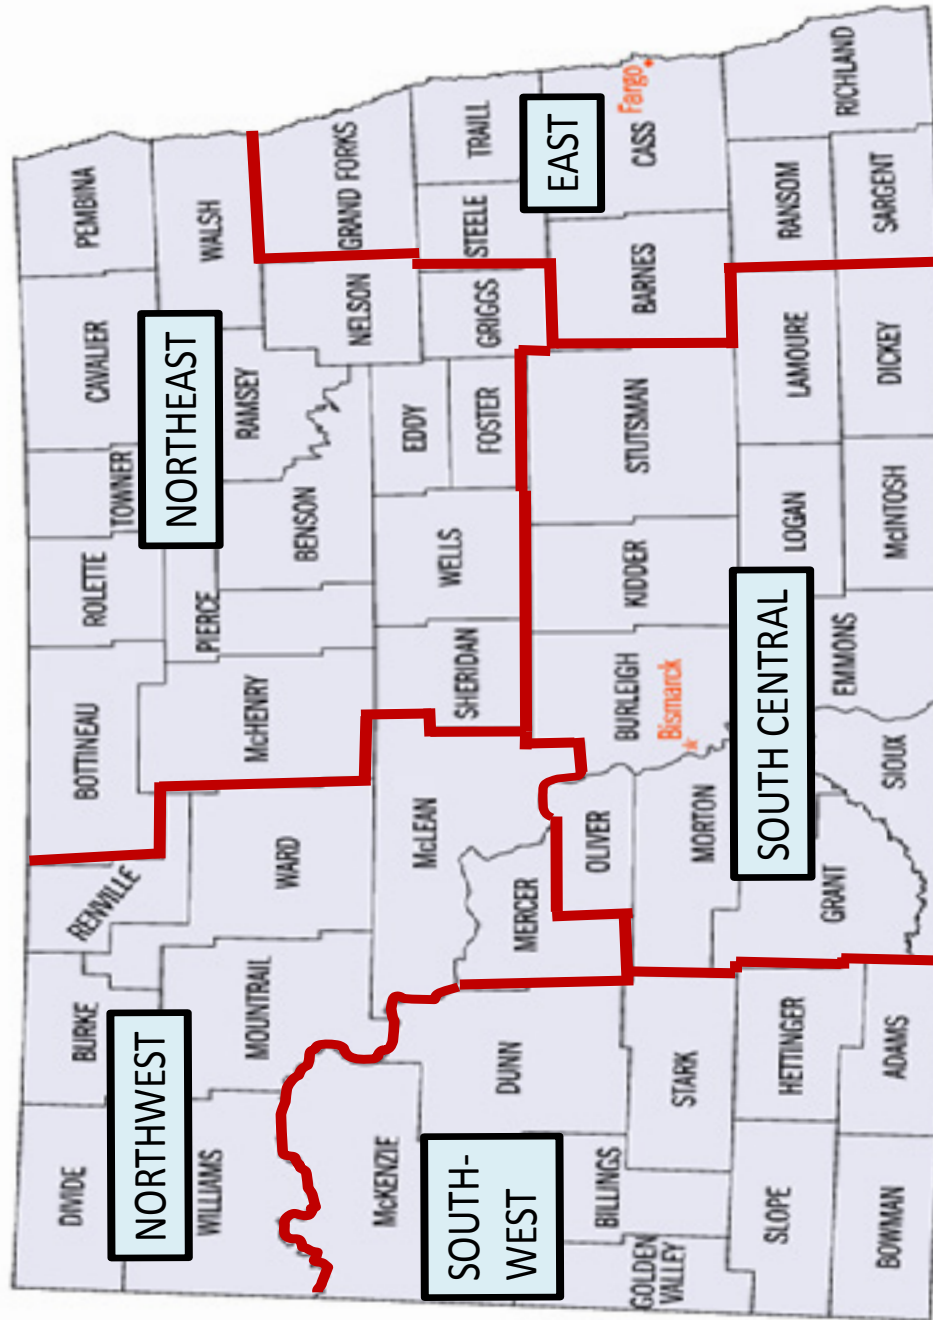 DIVIDE
BURKE
RENVILLE
BOTTINEAU
ROLETTE
TOWNER
CAVALIER
PEMBINA
NORTHWEST
NORTHEAST
WILLIAMS
MOUNTRAIL
WARD
McHENRY
PIERCE
BENSON
RAMSEY
WALSH
NELSON
GRAND FORKS
McKENZIE
McLEAN
SHERIDAN
WELLS
EDDY
FOSTER
GRIGGS
STEELE
TRAILL
SOUTH-
WEST
DUNN
MERCER
OLIVER
EAST
BILLINGS
GOLDEN
VALLEY
STARK
MORTON
BURLEIGH
Bismarck
KIDDER
STUTSMAN
BARNES
CASS
Fargo
SOUTH CENTRAL
SLOPE
HETTINGER
GRANT
LOGAN
LAMOURE
RANSOM
RICHLAND
BOWMAN
ADAMS
SIOUX
EMMONS
McINTOSH
DICKEY
SARGENT